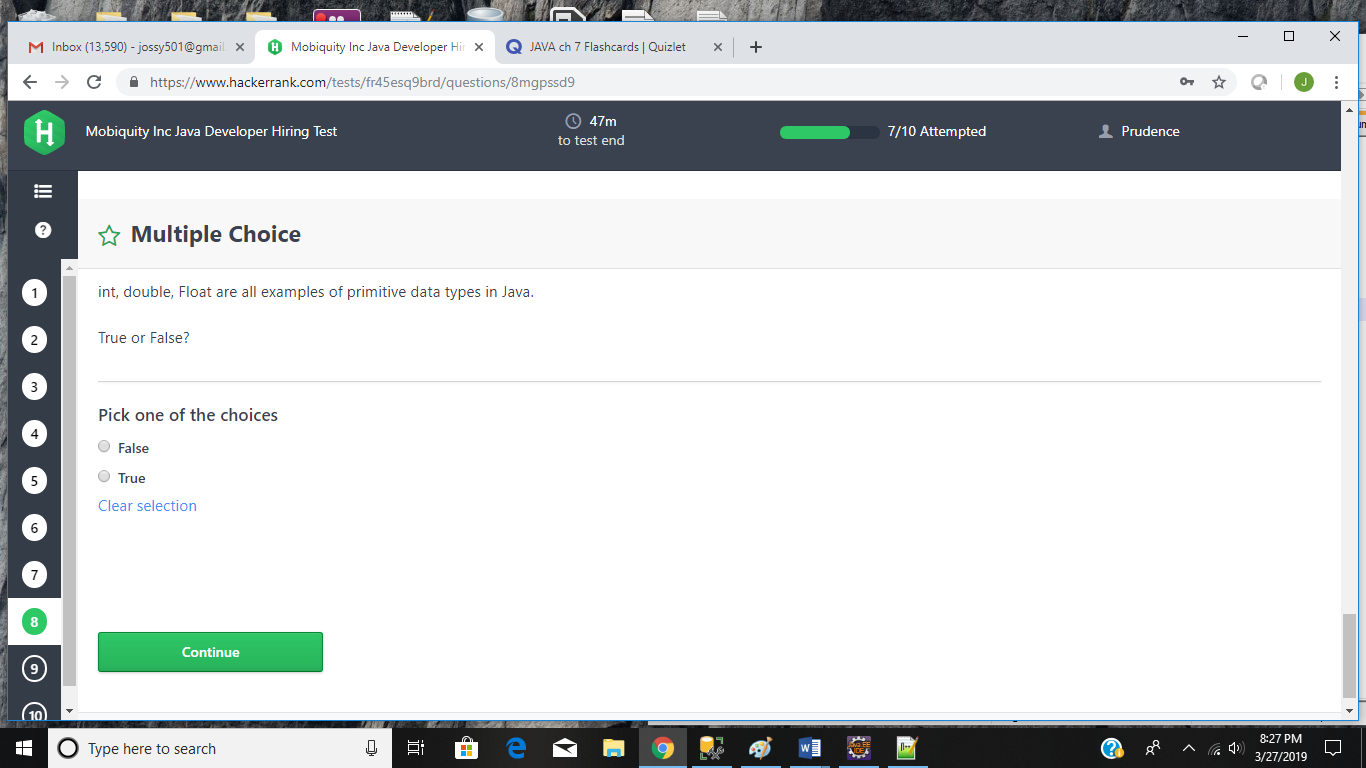 Inbox (13,590) - jossy501@gmail
Mobiquity Inc Java Developer Hir
JAVA ch 7 Flashcards | Quizlet
https://www.hackerrank.com/tests/fr45esq9brd/questions/8mgpssd9
J
H
Mobiquity Inc Java Developer Hiring Test
47m
to test end
7/10 Attempted
Prudence
?
Multiple Choice
1
int, double, Float are all examples of primitive data types in Java.
2
True or False?
3
4
Pick one of the choices
False
5
True
Clear selection
6
7
8
9
Continue
10
Type here to search
8:27 PM
3/27/2019